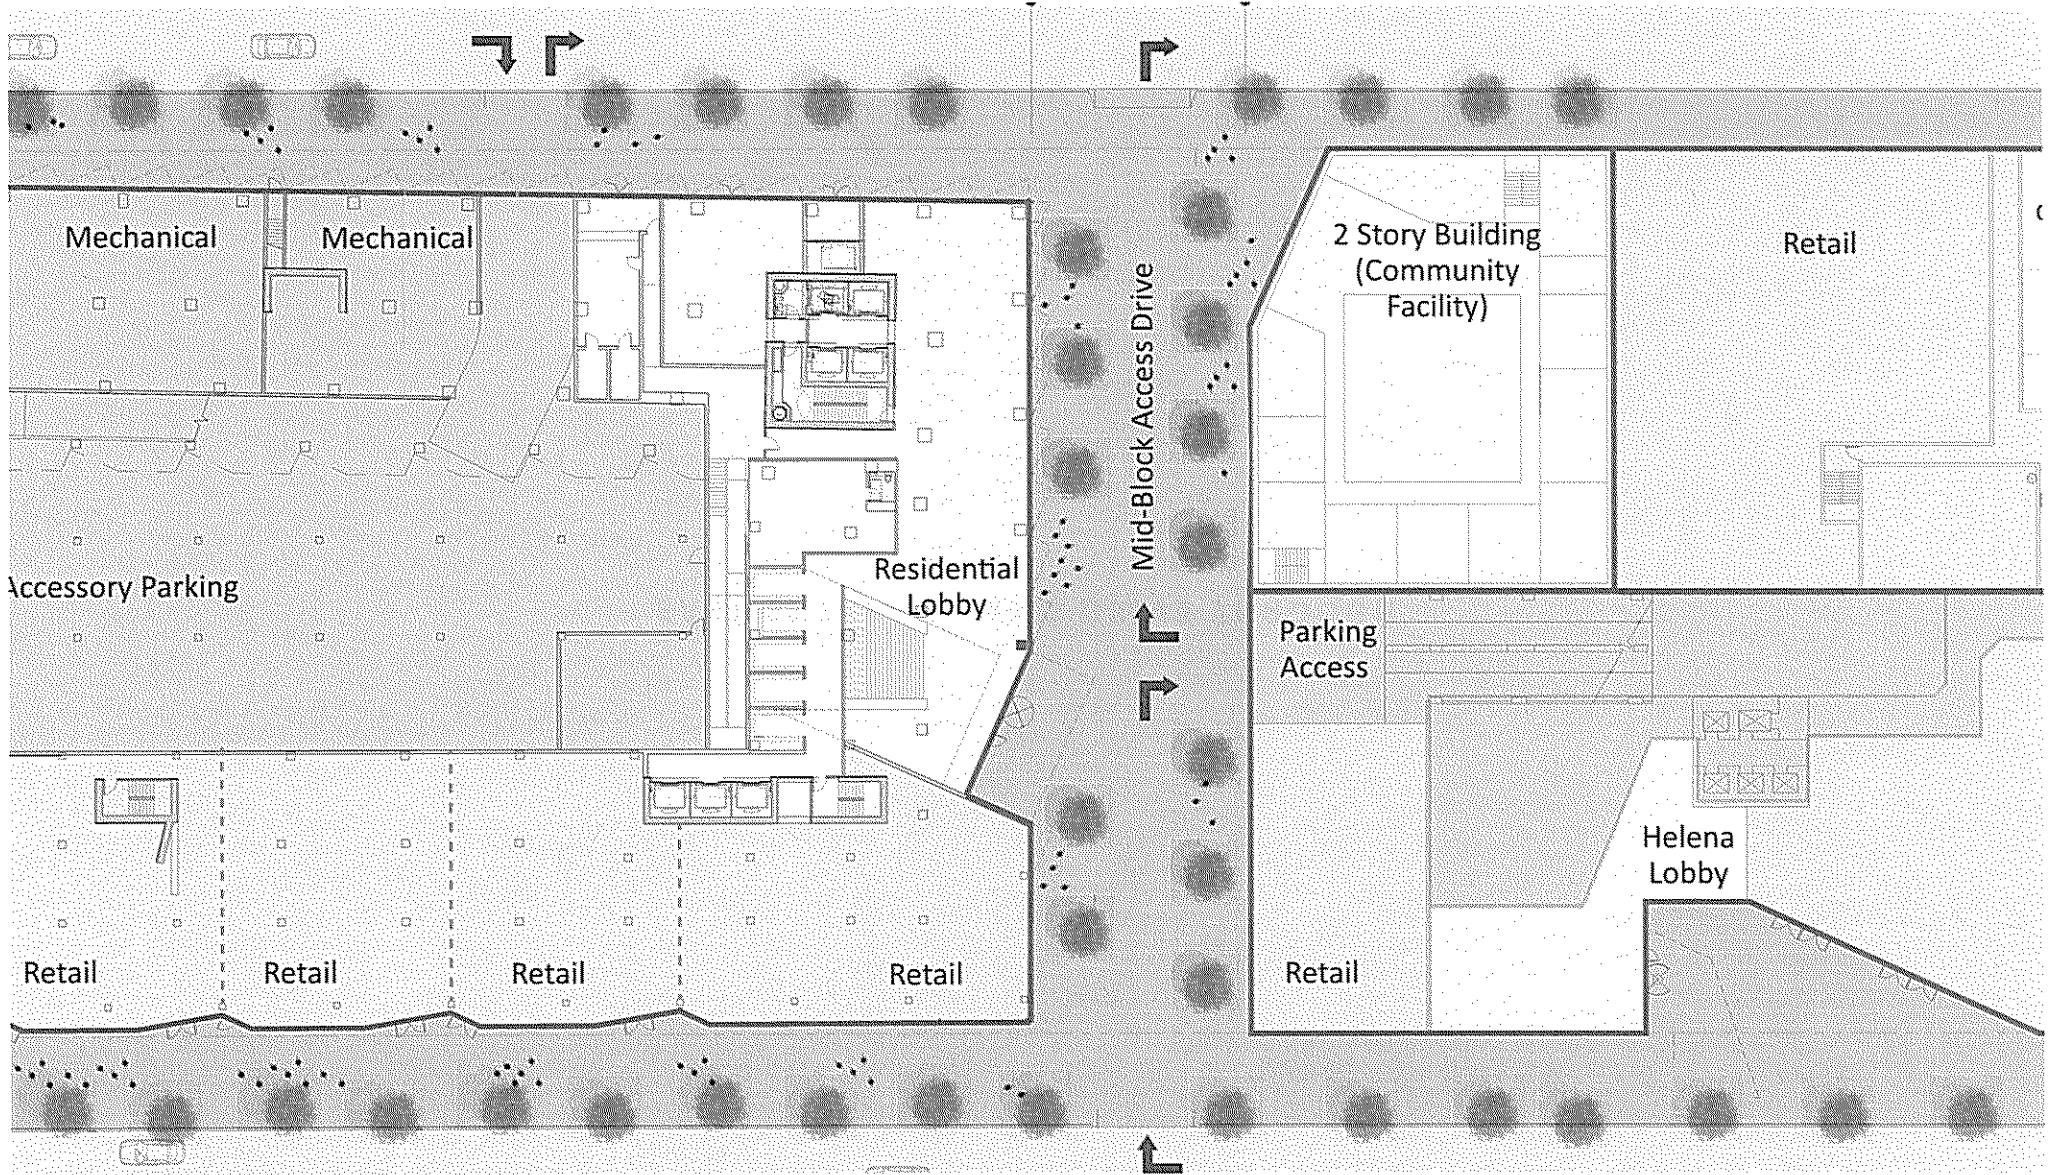 Mechanical
Mechanical
2 Story Building
(Community
Facility)
Retail
Mid-Block Access Drive
Accessory Parking
Residential
Lobby
Parking
Access
Helena
Lobby
Retail
Retail
Retail
Retail
Retail